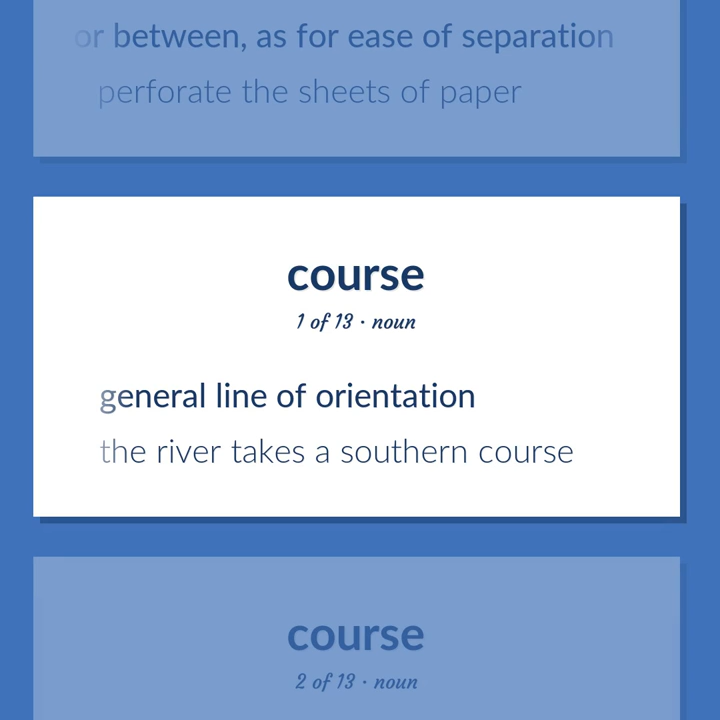 or between, as for ease of separation
perforate the sheets of paper
course
1 of 13 · noun
general line of orientation
the river takes a southern course
course
2 of 13 · noun